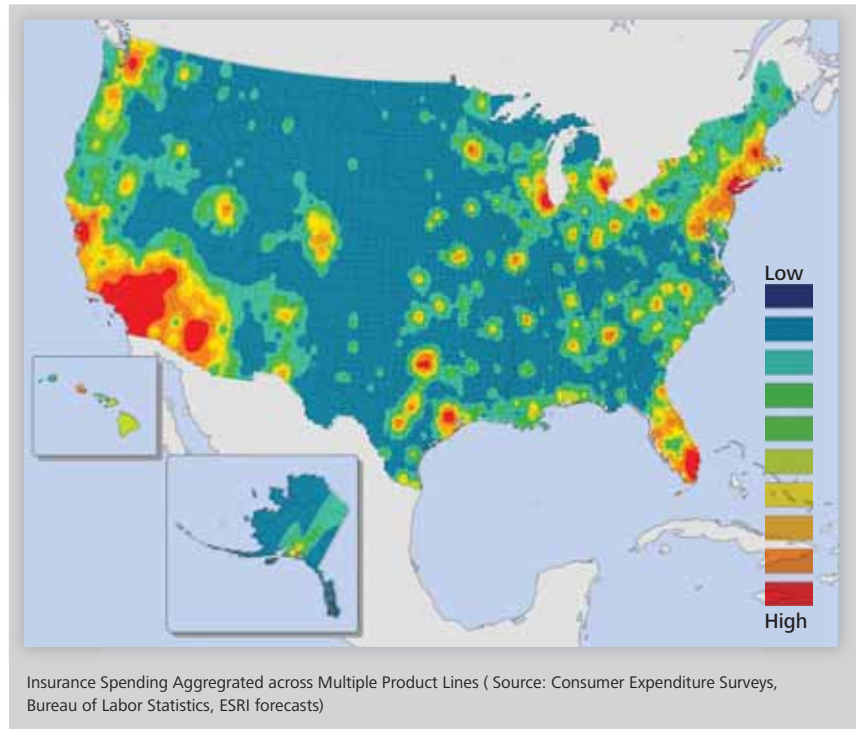 Low
High
Insurance Spending Aggregrated across Multiple Product Lines ( Source: Consumer Expenditure Surveys,
Bureau of Labor Statistics, ESRI forecasts)